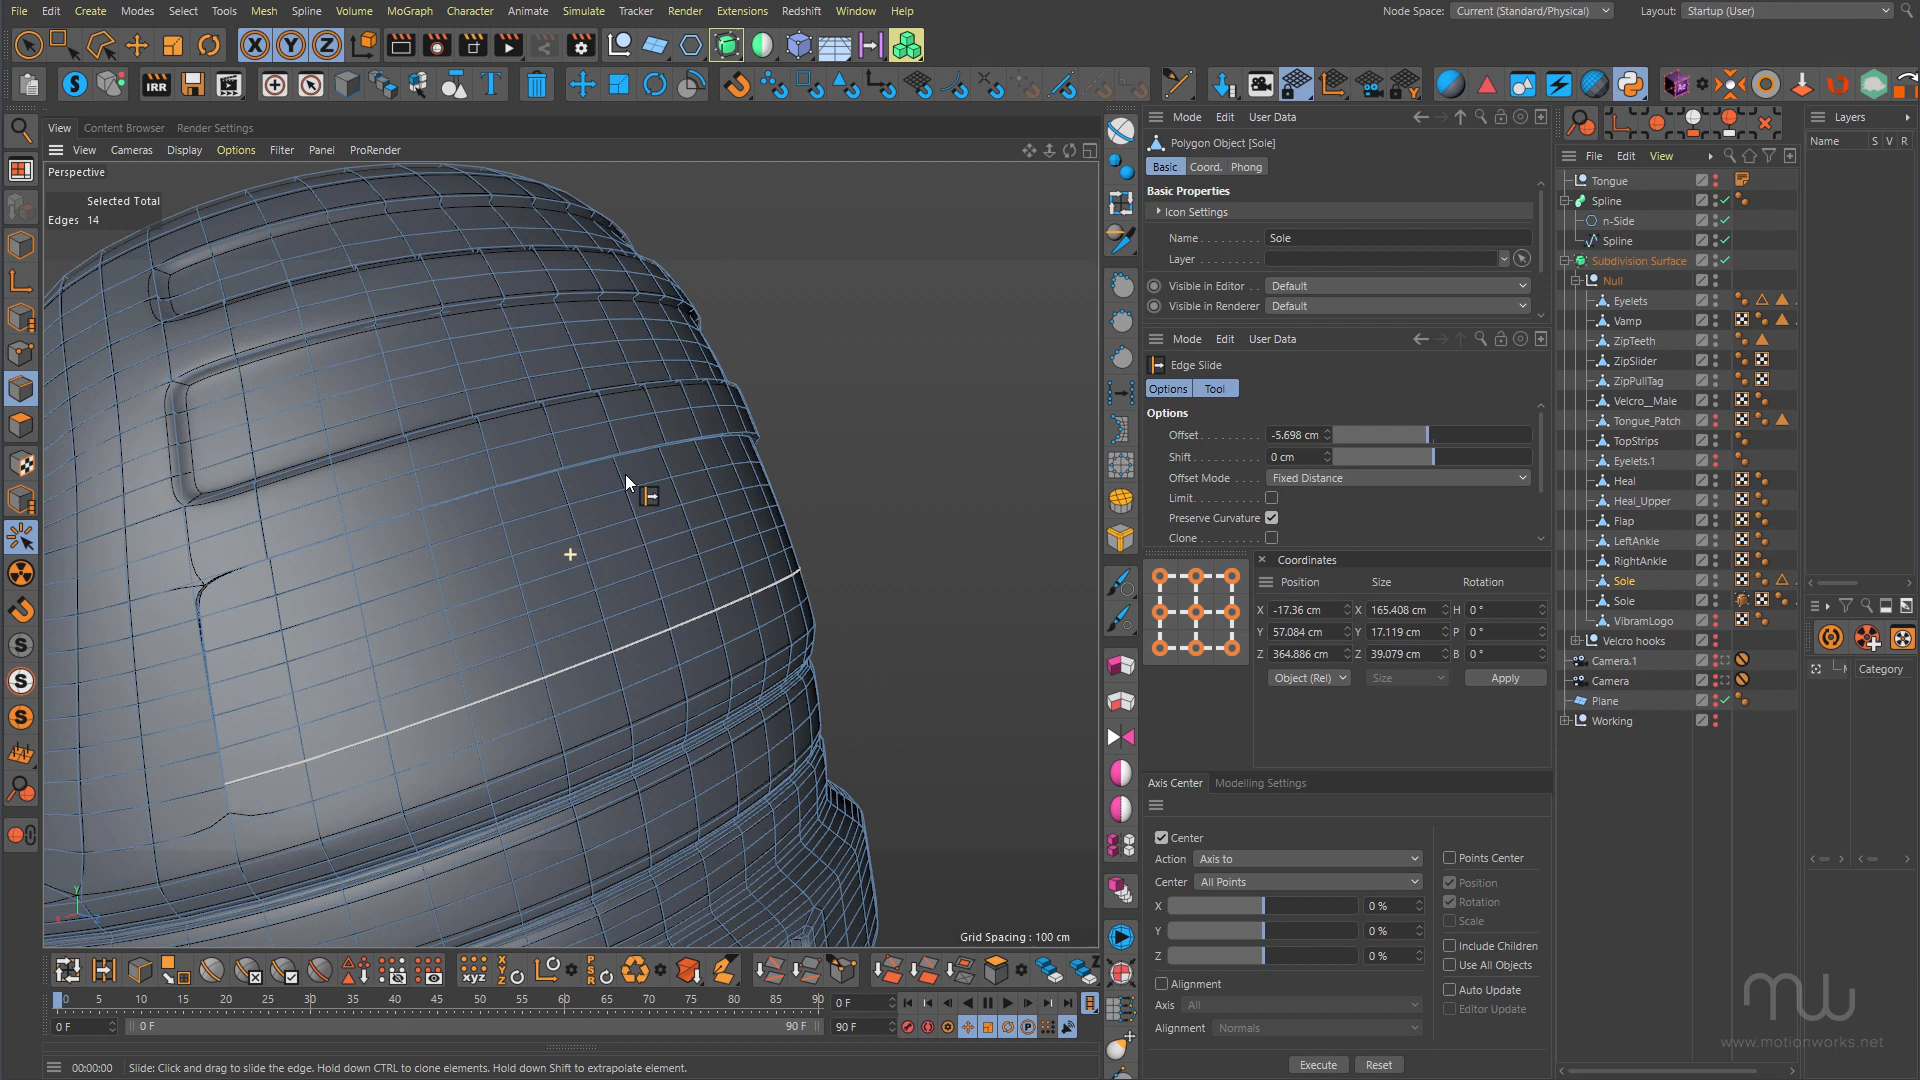 File Edit Create Modes Select Tools Mesh Spline Volume MoGraph Character Animate Simulate Tracker Render Extensions Redshift Window Help
Node Space: Current (Standard/Physical) Layout: Startup (User)
IRR
View Content Browser Render Settings
View Cameras Display Options Filter Panel ProRender
Perspective
Selected Total
Edges 14
Grid Spacing : 100 cm
Mode Edit User Data
Polygon Object [Sole]
Basic Coord. Phong
Basic Properties
Icon Settings
Name Sole
Layer
Visible in Editor Default
Visible in Renderer Default
Mode Edit User Data
Edge Slide
Options Tool
Options
Offset -5.698 cm
Shift 0 cm
Offset Mode Fixed Distance
Limit
Preserve Curvature
Clone
Coordinates
Position Size Rotation
X -17.36 cm X 165.408 cm H 0 °
Y 57.084 cm Y 17.119 cm P 0 °
Z 364.886 cm Z 39.079 cm B 0 °
Object (Rel) Size Apply
Axis Center Modelling Settings
Center
Action Axis to
Center All Points
X 0 %
Y 0 %
Z 0 %
Points Center
Position
Rotation
Scale
Include Children
Use All Objects
Auto Update
Editor Update
Alignment
Axis All
Alignment Normals
Execute Reset
File Edit View
Tongue
Spline
n-Side
Spline
Subdivision Surface
Null
Eyelets
Vamp
ZipTeeth
ZipSlider
ZipPullTag
Velcro__Male
Tongue_Patch
TopStrips
Eyelets.1
Heal
Heal_Upper
Flap
LeftAnkle
RightAnkle
Sole
Sole
VibramLogo
Velcro hooks
Camera.1
Camera
Plane
Working
Layers
Name S V R
Category
0 5 10 15 20 25 30 35 40 45 50 55 60 65 70 75 80 85 90 0 F
0 F 0 F 90 F 90 F
00:00:00 Slide: Click and drag to slide the edge. Hold down CTRL to clone elements. Hold down Shift to extrapolate element.
www.motionworks.net